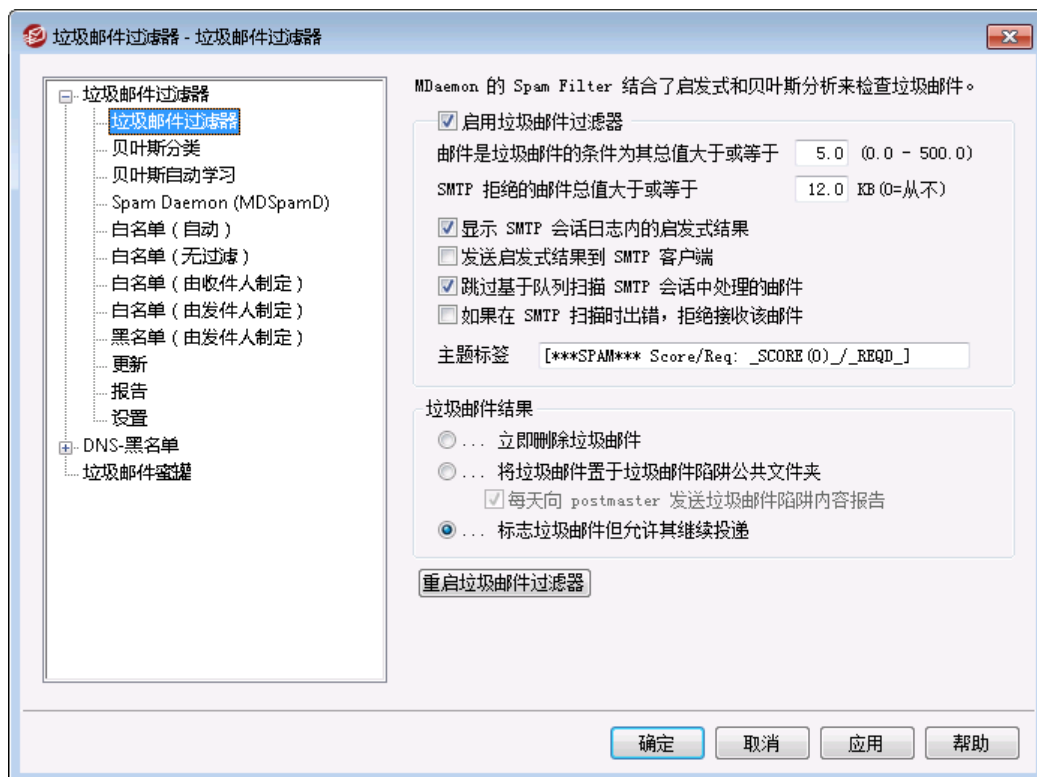 垃圾邮件过滤器 - 垃圾邮件过滤器
垃圾邮件过滤器
垃圾邮件过滤器
贝叶斯分类
贝叶斯自动学习
Spam Daemon (MDSpamD)
白名单 ( 自动 )
白名单 ( 无过滤 )
白名单 ( 由收件人制定 )
白名单 ( 由发件人制定 )
黑名单 ( 由发件人制定 )
更新
报告
设置
DNS-黑名单
垃圾邮件蜜罐
MDaemon 的 Spam Filter 结合了启发式和贝叶斯分析来检查垃圾邮件。
启用垃圾邮件过滤器
邮件是垃圾邮件的条件为其总值大于或等于 5.0 (0.0 - 500.0)
SMTP 拒绝的邮件总值大于或等于 12.0 KB(0=从不)
显示 SMTP 会话日志内的启发式结果
发送启发式结果到 SMTP 客户端
跳过基于队列扫描 SMTP 会话中处理的邮件
如果在 SMTP 扫描时出错，拒绝接收该邮件
主题标签 [***SPAM*** Score/Req: _SCORE(0)_/_REQD_]
垃圾邮件结果
... 立即删除垃圾邮件
... 将垃圾邮件置于垃圾邮件陷阱公共文件夹
每天向 postmaster 发送垃圾邮件陷阱内容报告
... 标志垃圾邮件但允许其继续投递
重启垃圾邮件过滤器
确定 取消 应用 帮助